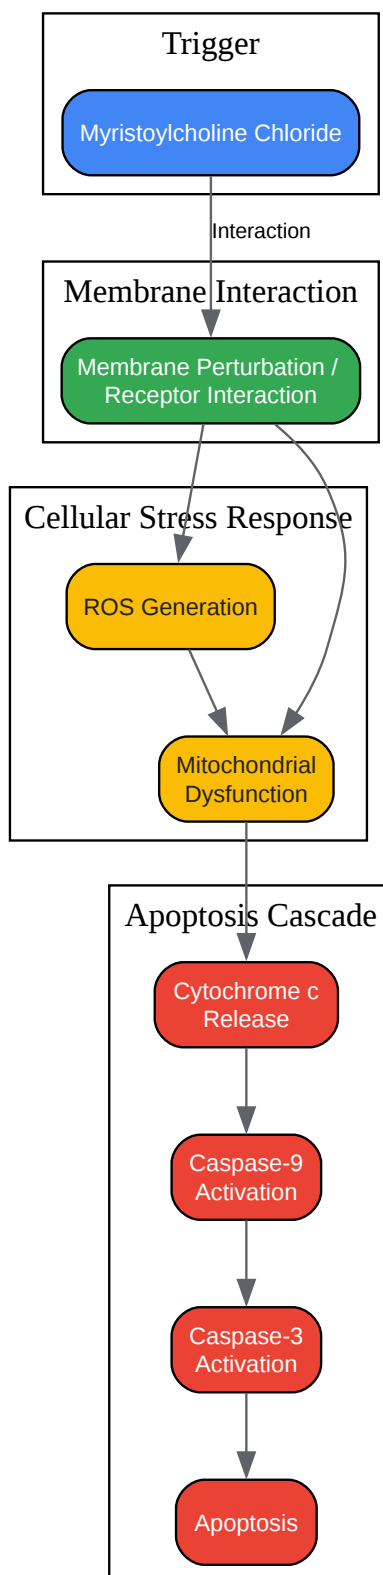 Trigger
Myristoylcholine Chloride
Interaction
Membrane Interaction
Membrane Perturbation /
Receptor Interaction
Cellular Stress Response
ROS Generation
Mitochondrial
Dysfunction
Apoptosis Cascade
Cytochrome c
Release
Caspase-9
Activation
Caspase-3
Activation
Apoptosis